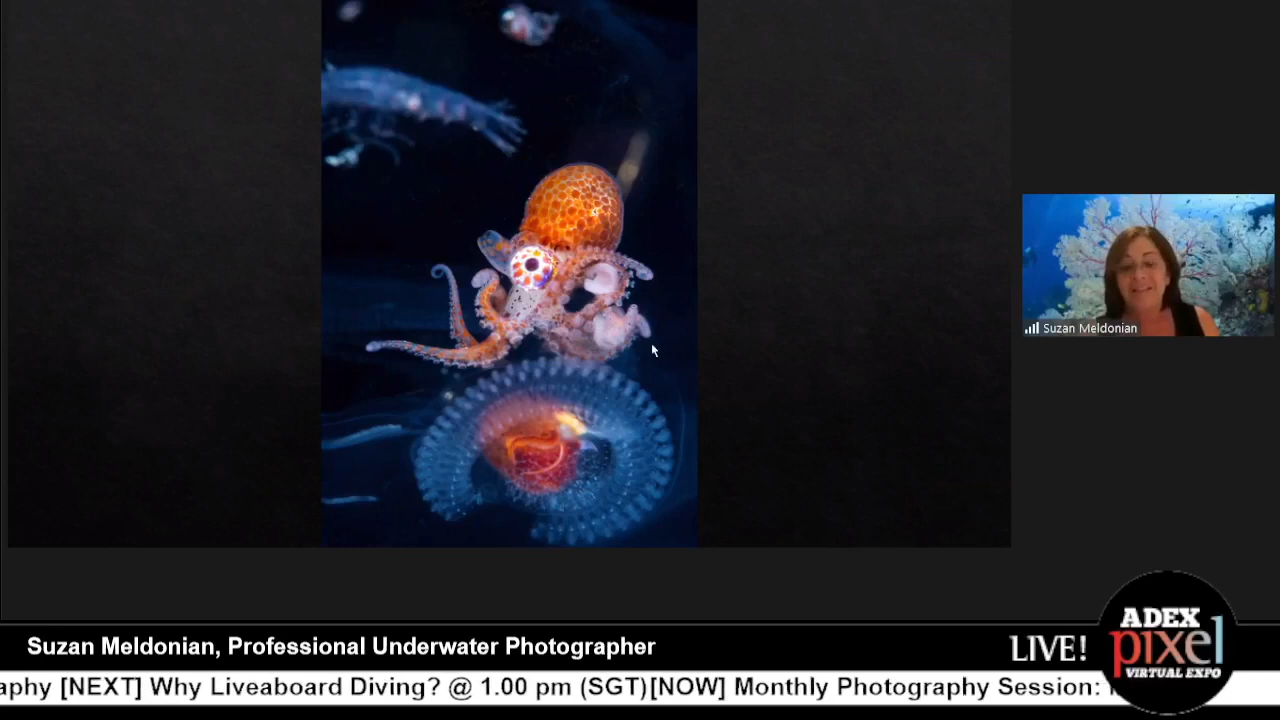 Suzan Meldonian
Suzan Meldonian, Professional Underwater Photographer
LIVE!
ADEX
pixel
VIRTUAL EXPO
aphy [NEXT] Why Liveaboard Diving? @ 1.00 pm (SGT)[NOW] Monthly Photography Session: